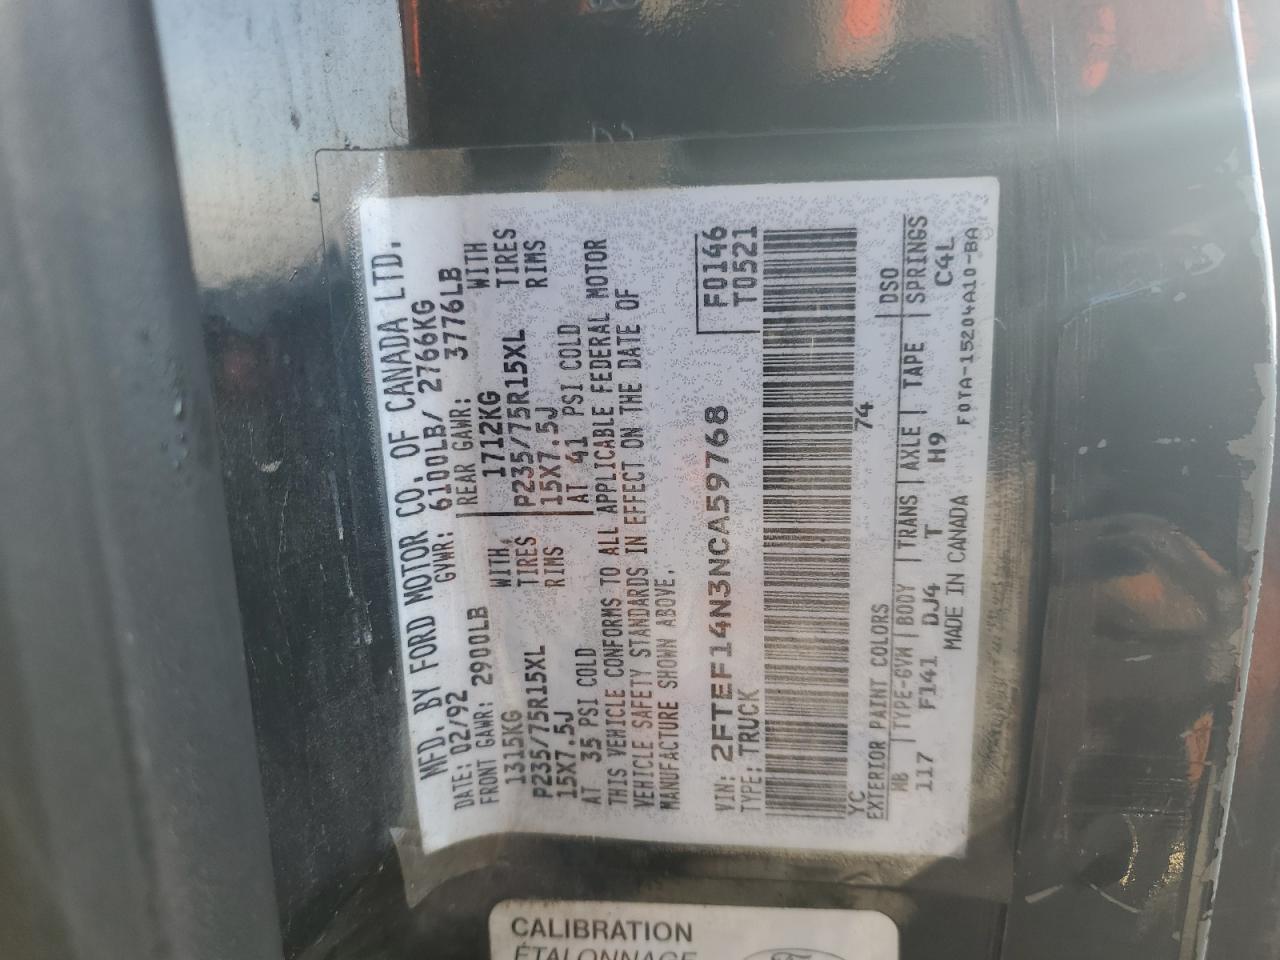 MFD. BY FORD MOTOR CO. OF CANADA LTD.
DATE: 02/92 GVWR: 6100LB/ 2766KG
FRONT GAWR: 2900LB REAR GAWR: 3776LB
1315KG WITH 1712KG WITH
P235/75R15XL TIRES P235/75R15XL TIRES
15X7.5J RIMS 15X7.5J RIMS
AT 35 PSI COLD AT 41 PSI COLD
THIS VEHICLE CONFORMS TO ALL APPLICABLE FEDERAL MOTOR
VEHICLE SAFETY STANDARDS IN EFFECT ON THE DATE OF
MANUFACTURE SHOWN ABOVE.
VIN: 2FTEF14N3NCA59768 F0146
TYPE: TRUCK T0521
YC 74
EXTERIOR PAINT COLORS DSO
WB TYPE-GVW BODY TRANS AXLE TAPE SPRINGS
117 F141 DJ4 T H9 C4L
MADE IN CANADA FOTA-15204A10-BA
CALIBRATION
ÉTALONNAGE